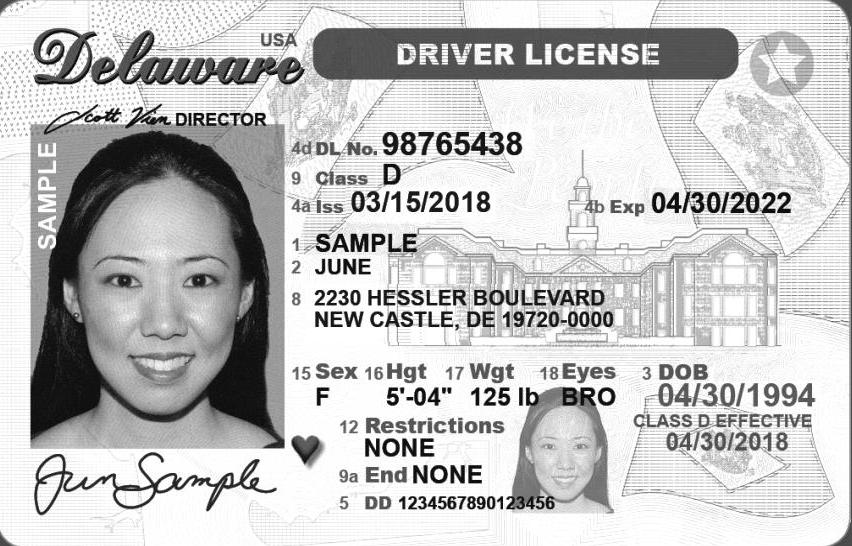 Delaware USA DRIVER LICENSE
Scott Vien DIRECTOR
SAMPLE
4d DL No. 98765438
9 Class D
4a Iss 03/15/2018 4b Exp 04/30/2022
1 SAMPLE
2 JUNE
8 2230 HESSLER BOULEVARD
NEW CASTLE, DE 19720-0000
15 Sex 16 Hgt 17 Wgt 18 Eyes 3 DOB
F 5'-04" 125 lb BRO 04/30/1994
CLASS D EFFECTIVE
04/30/2018
12 Restrictions
NONE
9a End NONE
5 DD 1234567890123456
Jun Sample